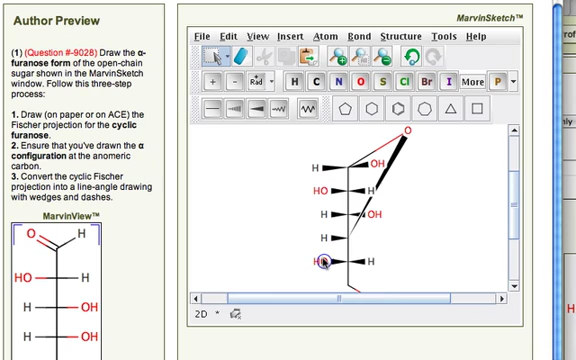 Author Preview
(1) (Question #-9028) Draw the α-
furanose form of the open-chain
sugar shown in the MarvinSketch
window. Follow this three-step
process:
1. Draw (on paper or on ACE) the
Fischer projection for the cyclic
furanose.
2. Ensure that you've drawn the α
configuration at the anomeric
carbon.
3. Convert the cyclic Fischer
projection into a line-angle drawing
with wedges and dashes.
MarvinView™
O H
HO H
H OH
H OH
MarvinSketch™
File Edit View Insert Atom Bond Structure Tools Help
+ - Rad H C N O S Cl Br I More P
O
H OH
HO H
H OH
H
HO H
2D *
H